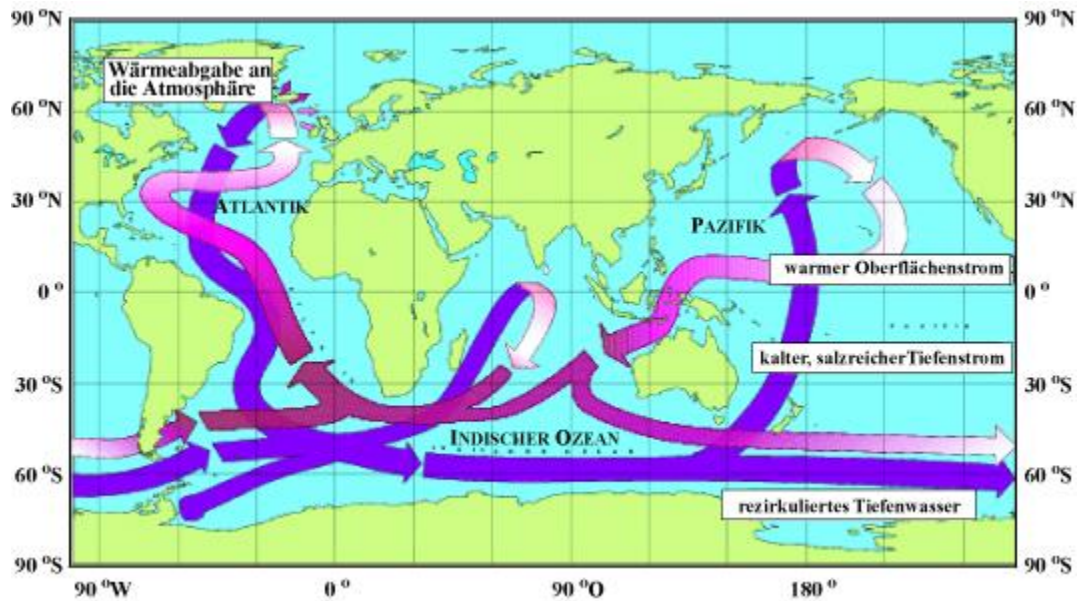 90 °N
90 °N
Wärmeabgabe an
die Atmosphäre
60 °N
60 °N
30 °N
ATLANTIK
PAZIFIK
30 °N
warmer Oberflächenstrom
0 °
0 °
kalter, salzreicher Tiefenstrom
30 °S
30 °S
INDISCHER OZEAN
60 °S
60 °S
rezirkuliertes Tiefenwasser
90 °S
90 °S
90 °W
0 °
90 °O
180 °